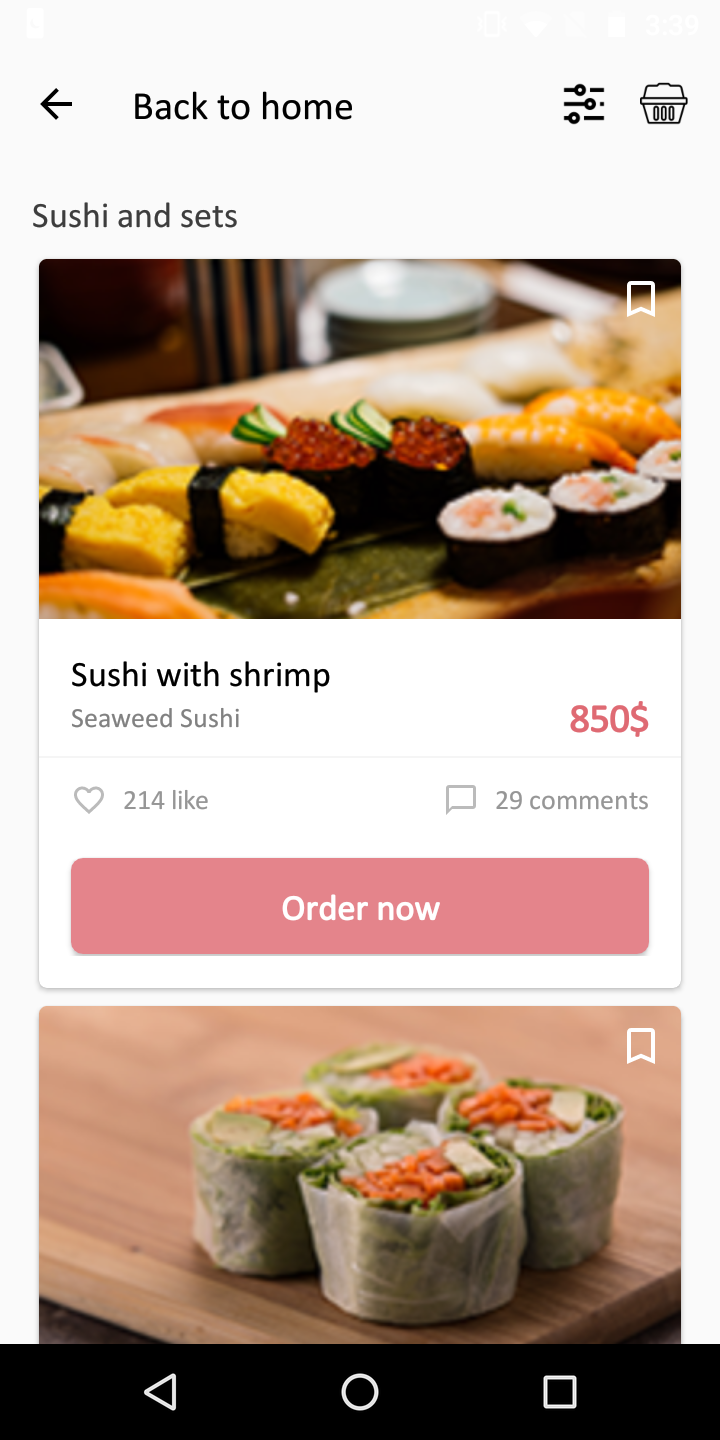 3:39
Back to home
Sushi and sets
Sushi with shrimp
Seaweed Sushi
850$
214 like
29 comments
Order now